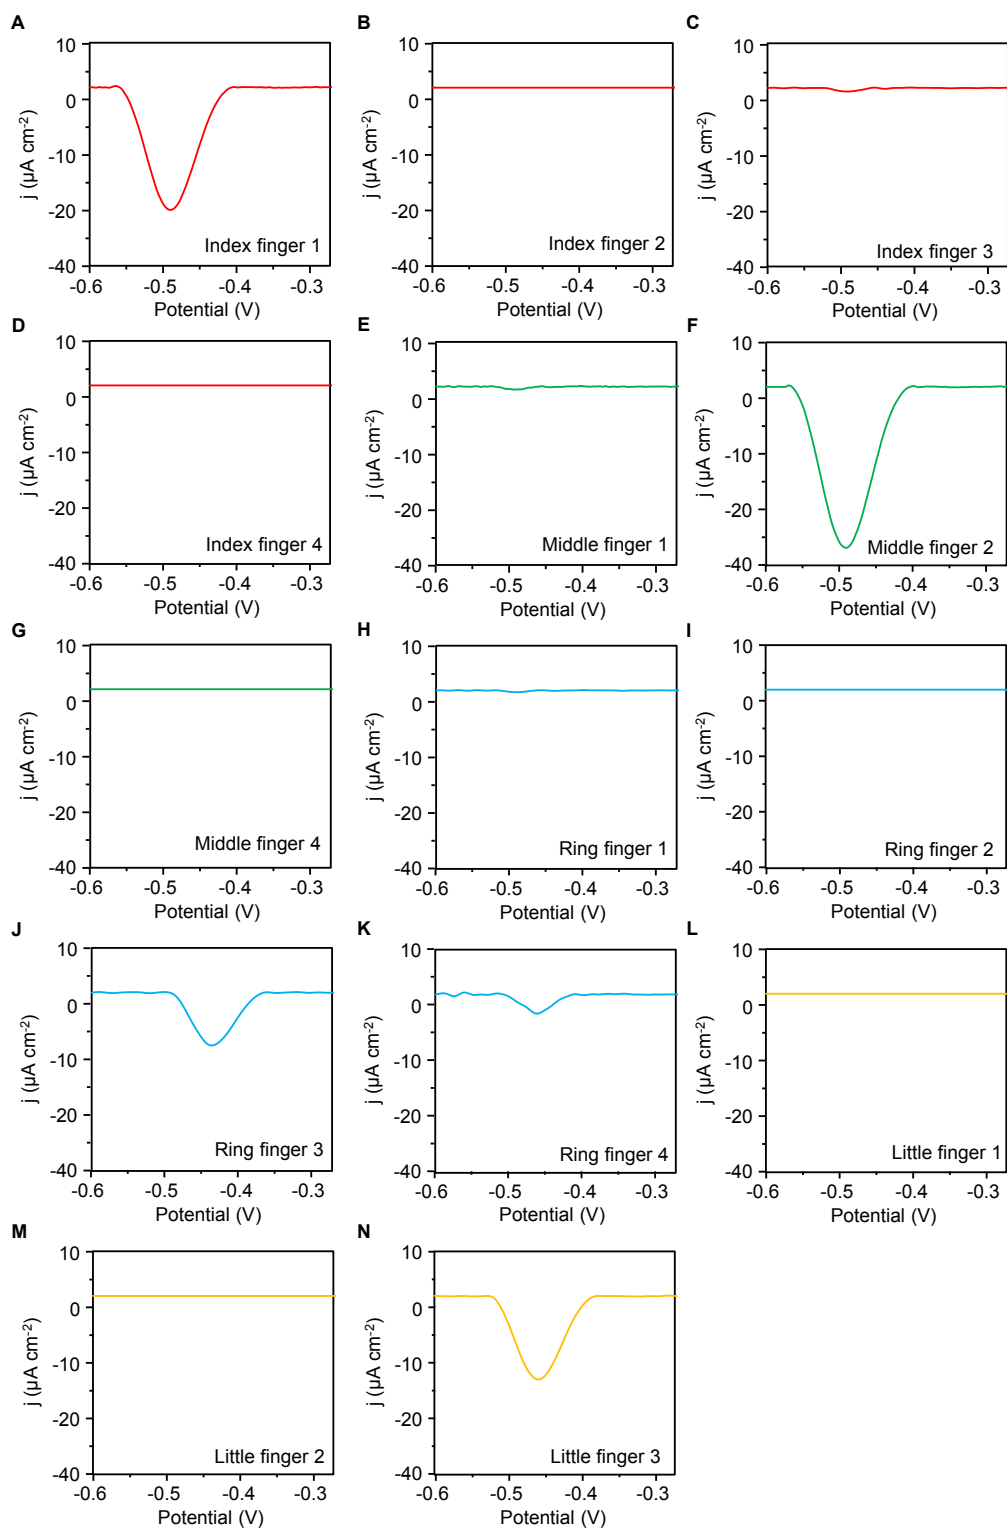 A
10
0
-10
-20
-30
-40
j (µA cm-2)
Index finger 1
-0.6 -0.5 -0.4 -0.3
Potential (V)
B
10
0
-10
-20
-30
-40
j (µA cm-2)
Index finger 2
-0.6 -0.5 -0.4 -0.3
Potential (V)
C
10
0
-10
-20
-30
-40
j (µA cm-2)
Index finger 3
-0.6 -0.5 -0.4 -0.3
Potential (V)
D
10
0
-10
-20
-30
-40
j (µA cm-2)
Index finger 4
-0.6 -0.5 -0.4 -0.3
Potential (V)
E
10
0
-10
-20
-30
-40
j (µA cm-2)
Middle finger 1
-0.6 -0.5 -0.4 -0.3
Potential (V)
F
10
0
-10
-20
-30
-40
j (µA cm-2)
Middle finger 2
-0.6 -0.5 -0.4 -0.3
Potential (V)
G
10
0
-10
-20
-30
-40
j (µA cm-2)
Middle finger 4
-0.6 -0.5 -0.4 -0.3
Potential (V)
H
10
0
-10
-20
-30
-40
j (µA cm-2)
Ring finger 1
-0.6 -0.5 -0.4 -0.3
Potential (V)
I
10
0
-10
-20
-30
-40
j (µA cm-2)
Ring finger 2
-0.6 -0.5 -0.4 -0.3
Potential (V)
J
10
0
-10
-20
-30
-40
j (µA cm-2)
Ring finger 3
-0.6 -0.5 -0.4 -0.3
Potential (V)
K
10
0
-10
-20
-30
-40
j (µA cm-2)
Ring finger 4
-0.6 -0.5 -0.4 -0.3
Potential (V)
L
10
0
-10
-20
-30
-40
j (µA cm-2)
Little finger 1
-0.6 -0.5 -0.4 -0.3
Potential (V)
M
10
0
-10
-20
-30
-40
j (µA cm-2)
Little finger 2
-0.6 -0.5 -0.4 -0.3
Potential (V)
N
10
0
-10
-20
-30
-40
j (µA cm-2)
Little finger 3
-0.6 -0.5 -0.4 -0.3
Potential (V)